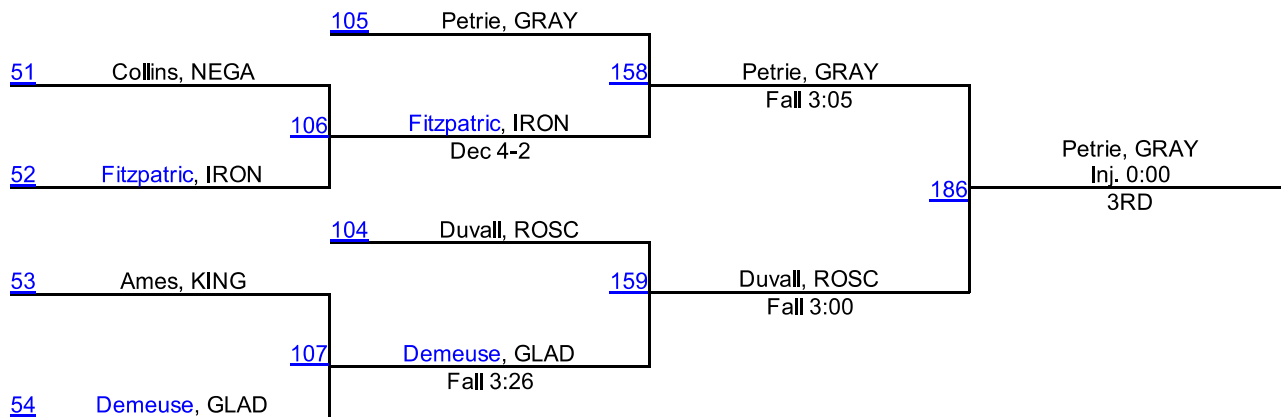 105 Petrie, GRAY
51 Collins, NEGA
158 Petrie, GRAY
Fall 3:05
106 Fitzpatric, IRON
Dec 4-2
52 Fitzpatric, IRON
Petrie, GRAY
Inj. 0:00
186
3RD
104 Duvall, ROSC
53 Ames, KING
159 Duvall, ROSC
Fall 3:00
107 Demeuse, GLAD
Fall 3:26
54 Demeuse, GLAD